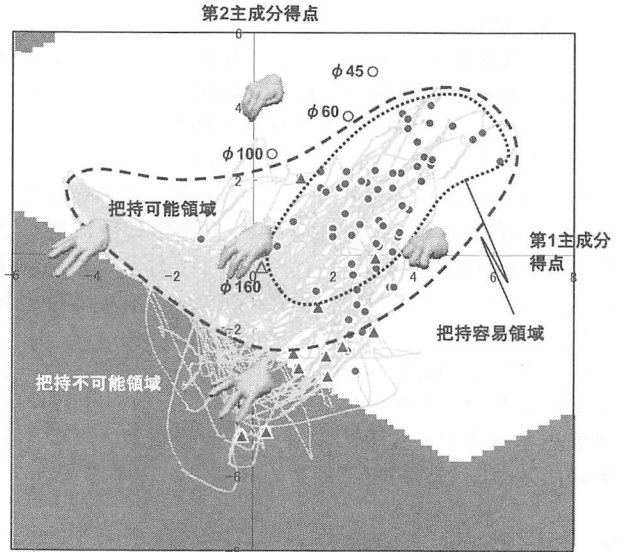 第2主成分得点
6
φ45
4
φ60
φ100
2
把持可能領域
第1主成分
得点
-6
-4
-2
0
2
4
6
8
φ160
-2
把持容易領域
把持不可能領域
-4
-6